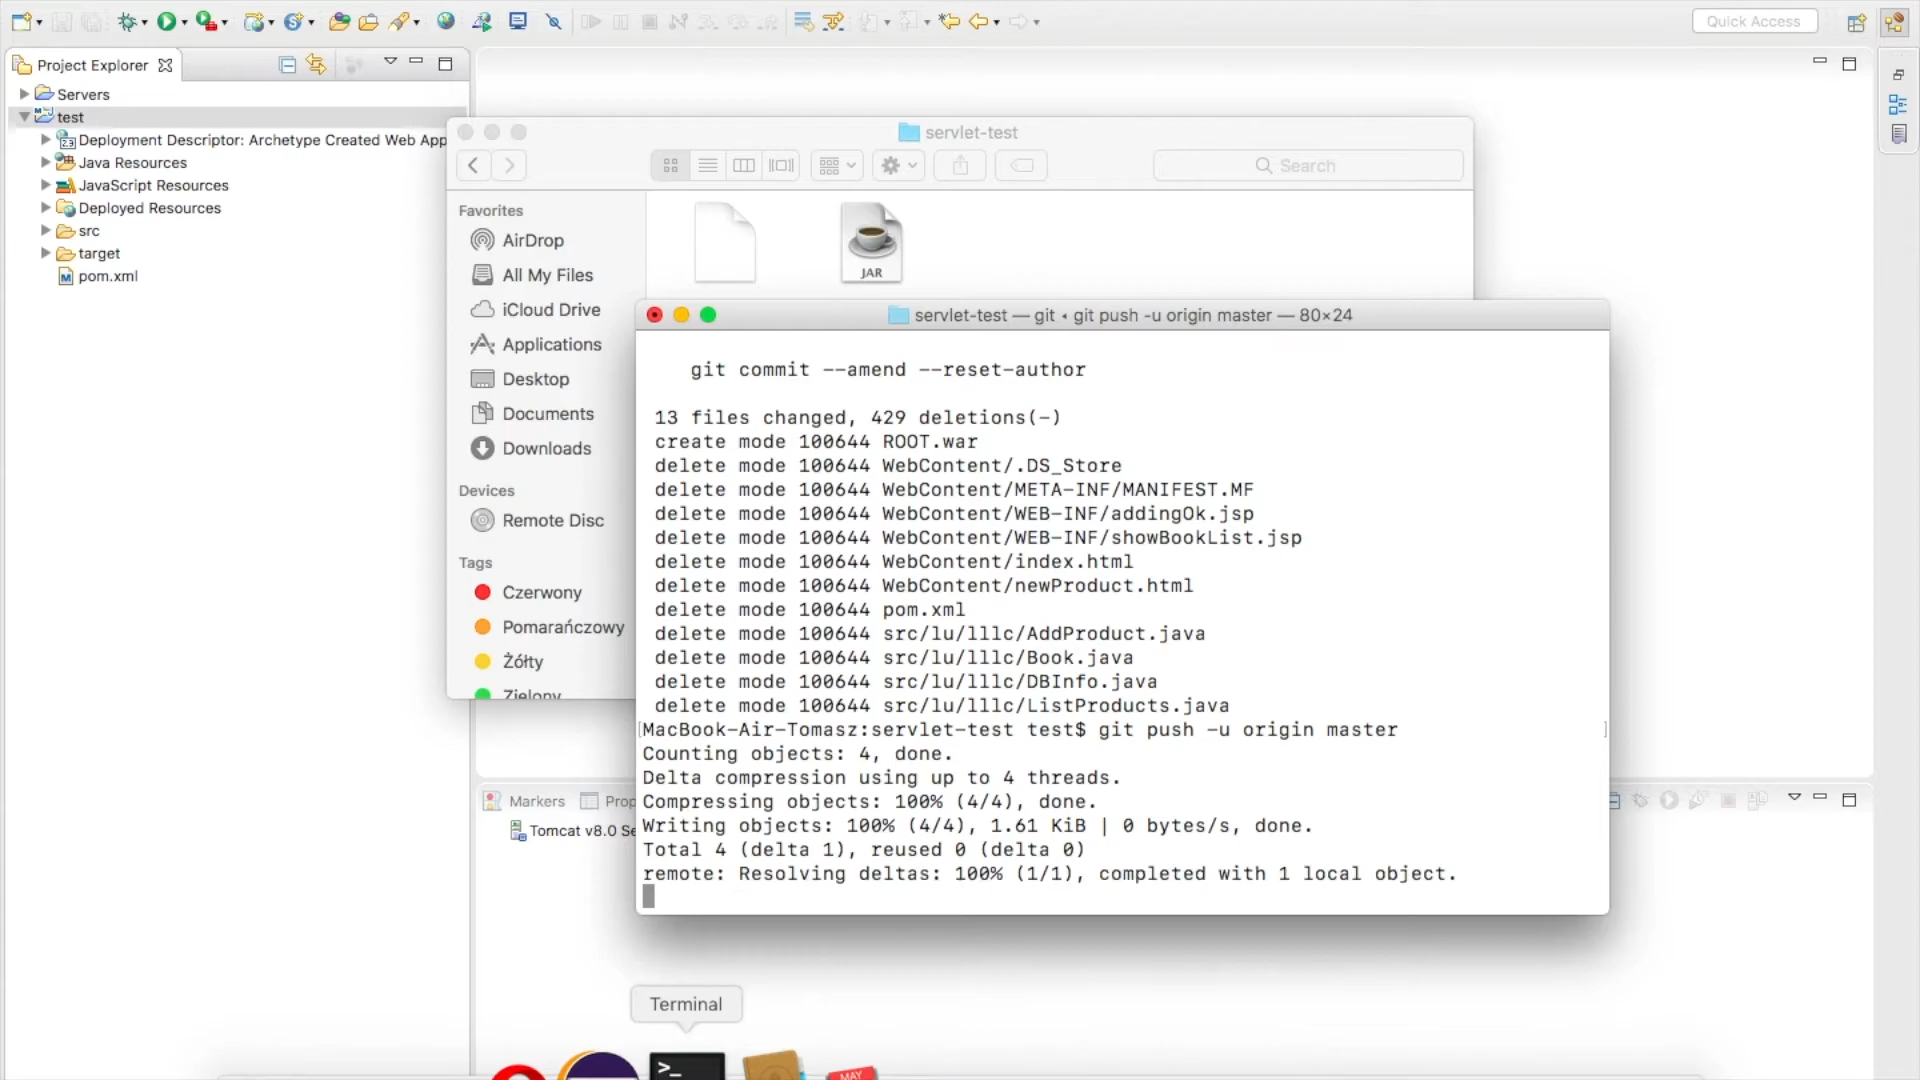 Quick Access
Project Explorer
Servers
test
Deployment Descriptor: Archetype Created Web App
Java Resources
JavaScript Resources
Deployed Resources
src
target
pom.xml
servlet-test
Search
Favorites
AirDrop
All My Files
iCloud Drive
Applications
Desktop
Documents
Downloads
Devices
Remote Disc
Tags
Czerwony
Pomarańczowy
Żółty
Zielony
JAR
servlet-test — git ◂ git push -u origin master — 80×24
git commit --amend --reset-author
13 files changed, 429 deletions(-)
create mode 100644 ROOT.war
delete mode 100644 WebContent/.DS_Store
delete mode 100644 WebContent/META-INF/MANIFEST.MF
delete mode 100644 WebContent/WEB-INF/addingOk.jsp
delete mode 100644 WebContent/WEB-INF/showBookList.jsp
delete mode 100644 WebContent/index.html
delete mode 100644 WebContent/newProduct.html
delete mode 100644 pom.xml
delete mode 100644 src/lu/lllc/AddProduct.java
delete mode 100644 src/lu/lllc/Book.java
delete mode 100644 src/lu/lllc/DBInfo.java
delete mode 100644 src/lu/lllc/ListProducts.java
[MacBook-Air-Tomasz:servlet-test test$ git push -u origin master ]
Counting objects: 4, done.
Delta compression using up to 4 threads.
Compressing objects: 100% (4/4), done.
Writing objects: 100% (4/4), 1.61 KiB | 0 bytes/s, done.
Total 4 (delta 1), reused 0 (delta 0)
remote: Resolving deltas: 100% (1/1), completed with 1 local object.
Markers
Prop
Tomcat v8.0 Se
Terminal
>_
MAY